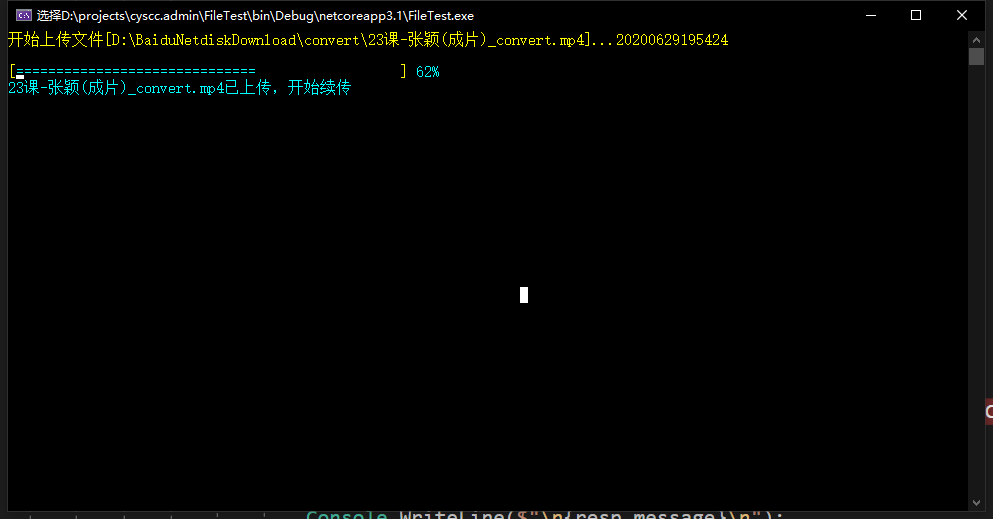 选择D:\projects\cyscc.admin\FileTest\bin\Debug\netcoreapp3.1\FileTest.exe
开始上传文件[D:\BaiduNetdiskDownload\convert\23课-张颖(成片)_convert.mp4]...20200629195424
[============================== ] 62%
23课-张颖(成片)_convert.mp4已上传，开始续传
Console.WriteLine($"\n{resp.message}\n");